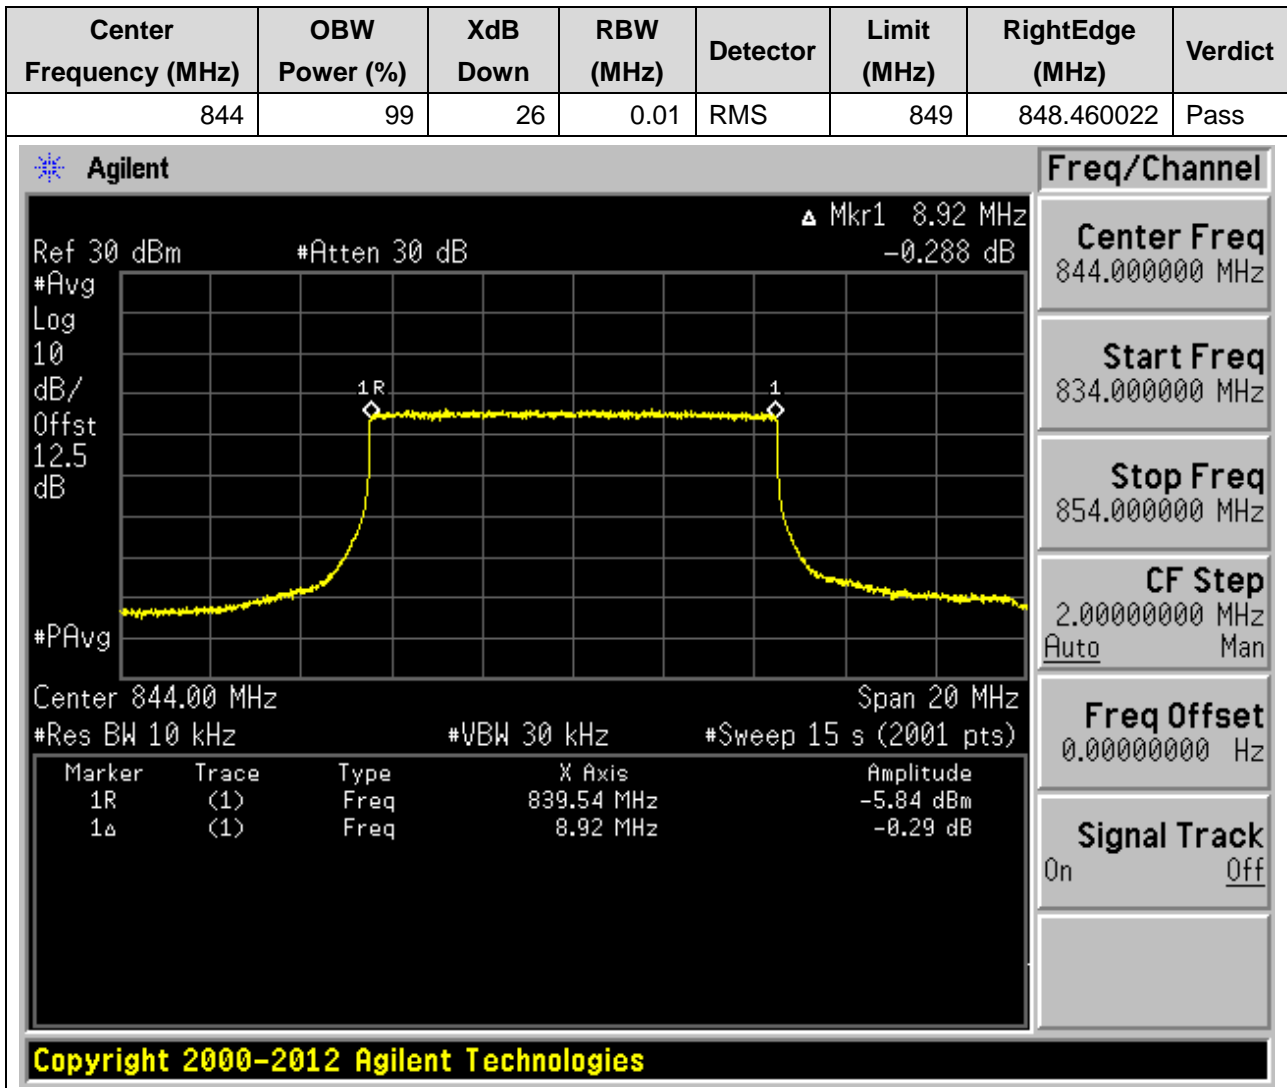 Center Frequency (MHz) OBW Power (%) XdB Down RBW (MHz) Detector Limit (MHz) RightEdge (MHz) Verdict
844 99 26 0.01 RMS 849 848.460022 Pass
Agilent
Freq/Channel
Δ Mkr1 8.92 MHz
Ref 30 dBm #Atten 30 dB -0.288 dB
#Avg
Log
10
dB/
Offst
12.5
dB
1R
1
#PAvg
Center 844.00 MHz Span 20 MHz
#Res BW 10 kHz #VBW 30 kHz #Sweep 15 s (2001 pts)
Marker Trace Type X Axis Amplitude
1R (1) Freq 839.54 MHz -5.84 dBm
1Δ (1) Freq 8.92 MHz -0.29 dB
Center Freq
844.000000 MHz
Start Freq
834.000000 MHz
Stop Freq
854.000000 MHz
CF Step
2.00000000 MHz
Auto Man
Freq Offset
0.00000000 Hz
Signal Track
On Off
Copyright 2000-2012 Agilent Technologies